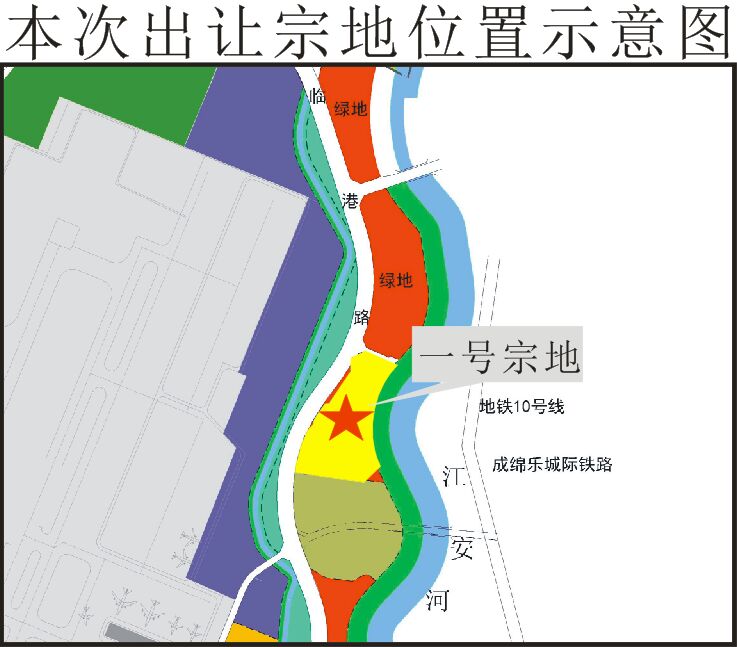 本次出让宗地位置示意图
临港路
绿地
绿地
一号宗地
地铁10号线
成绵乐城际铁路
江安河